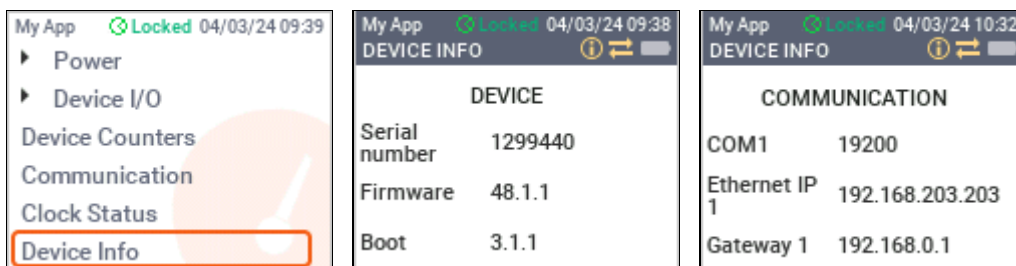 My App Locked 04/03/24 09:39
Power
Device I/O
Device Counters
Communication
Clock Status
Device Info
My App Locked 04/03/24 09:38
DEVICE INFO
DEVICE
Serial number 1299440
Firmware 48.1.1
Boot 3.1.1
My App Locked 04/03/24 10:32
DEVICE INFO
COMMUNICATION
COM1 19200
Ethernet IP 1 192.168.203.203
Gateway 1 192.168.0.1